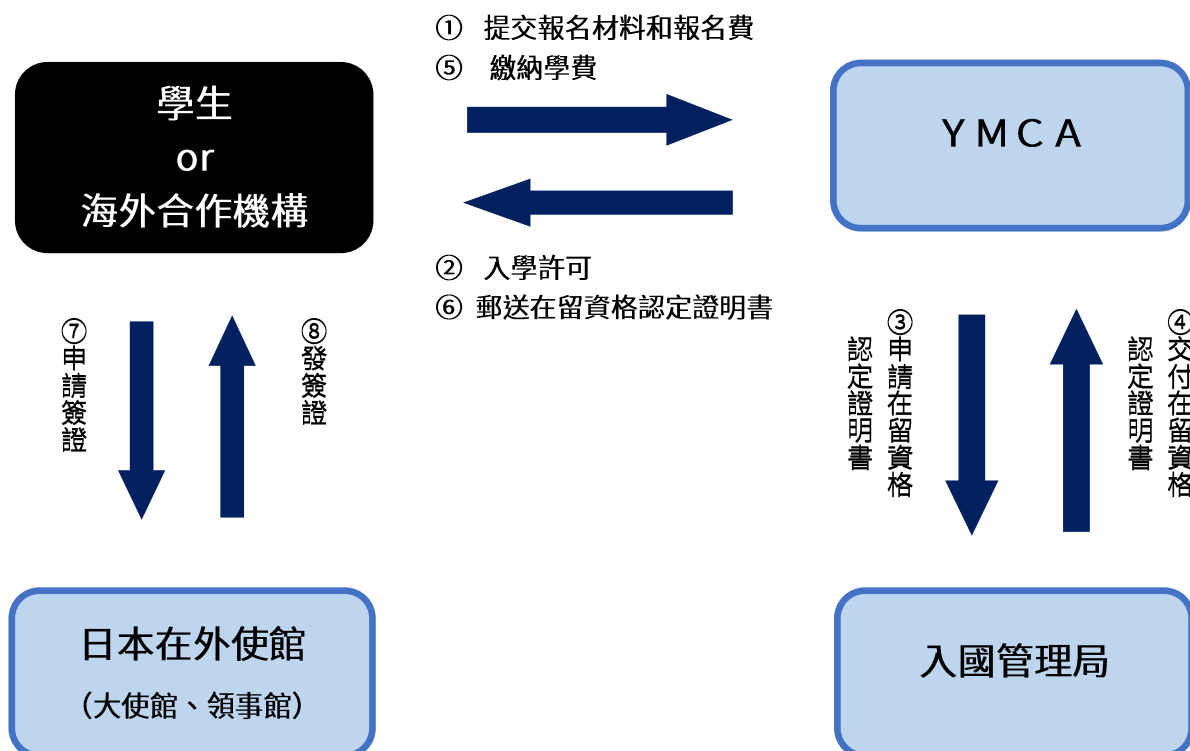 ① 提交報名材料和報名費
⑤ 繳納學費
學生
or
海外合作機構
YMCA
② 入學許可
⑥ 郵送在留資格認定證明書
⑦申請簽證
⑧發簽證
③申請在留資格
認定證明書
④交付在留資格
認定證明書
日本在外使館
（大使館、領事館）
入國管理局